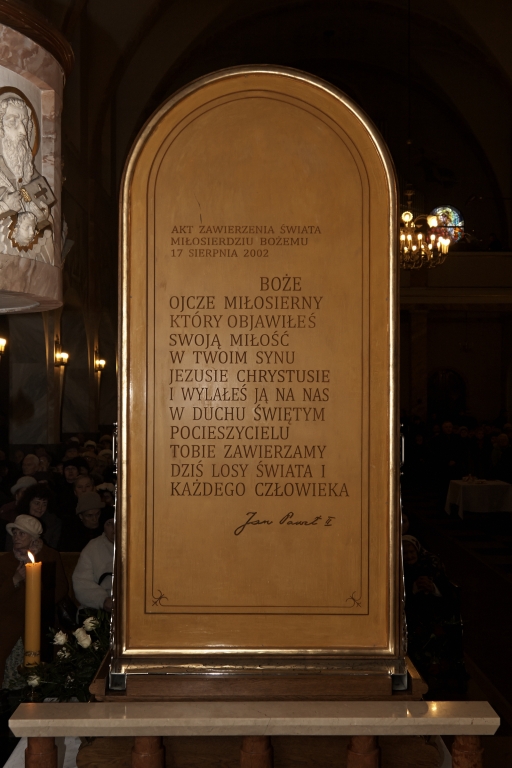 AKT ZAWIERZENIA ŚWIATA
MIŁOSIERDZIU BOŻEMU
17 SIERPNIA 2002
BOŻE
OJCZE MIŁOSIERNY
KTÓRY OBJAWIŁEŚ
SWOJĄ MIŁOŚĆ
W TWOIM SYNU
JEZUSIE CHRYSTUSIE
I WYLAŁEŚ JĄ NA NAS
W DUCHU ŚWIĘTYM
POCIESZYCIELU
TOBIE ZAWIERZAMY
DZIŚ LOSY ŚWIATA I
KAŻDEGO CZŁOWIEKA
Jan Paweł II